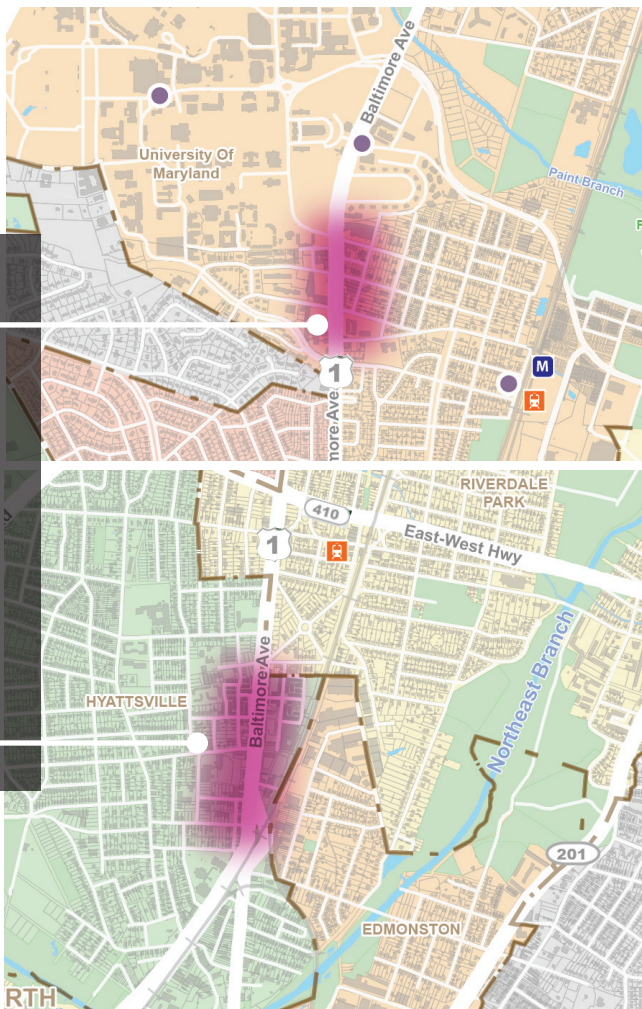 Baltimore Ave
University Of
Maryland
Paint Branch
1
M
more Ave
RIVERDALE
PARK
410
1
East-West Hwy
Baltimore Ave
HYATTSVILLE
Northeast Branch
201
EDMONSTON
RTH